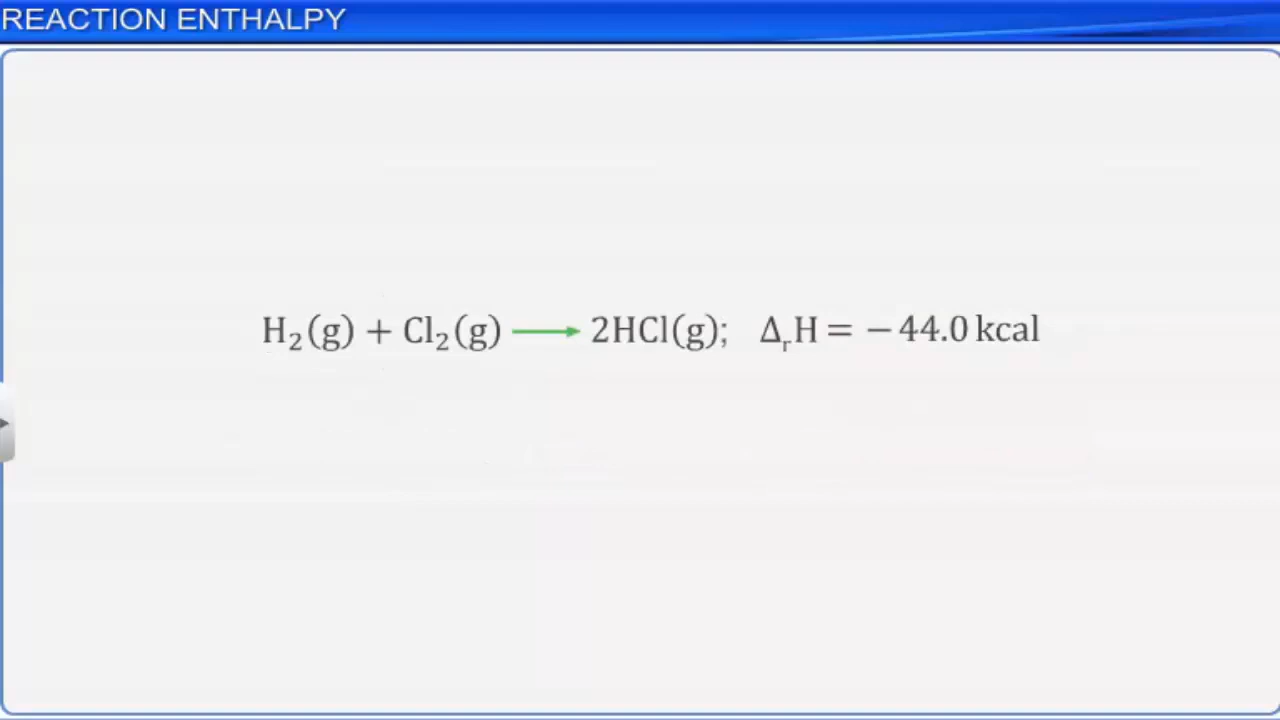 REACTION ENTHALPY
H₂(g) + Cl₂(g) ⟶ 2HCl(g); ΔᵣH = − 44.0 kcal